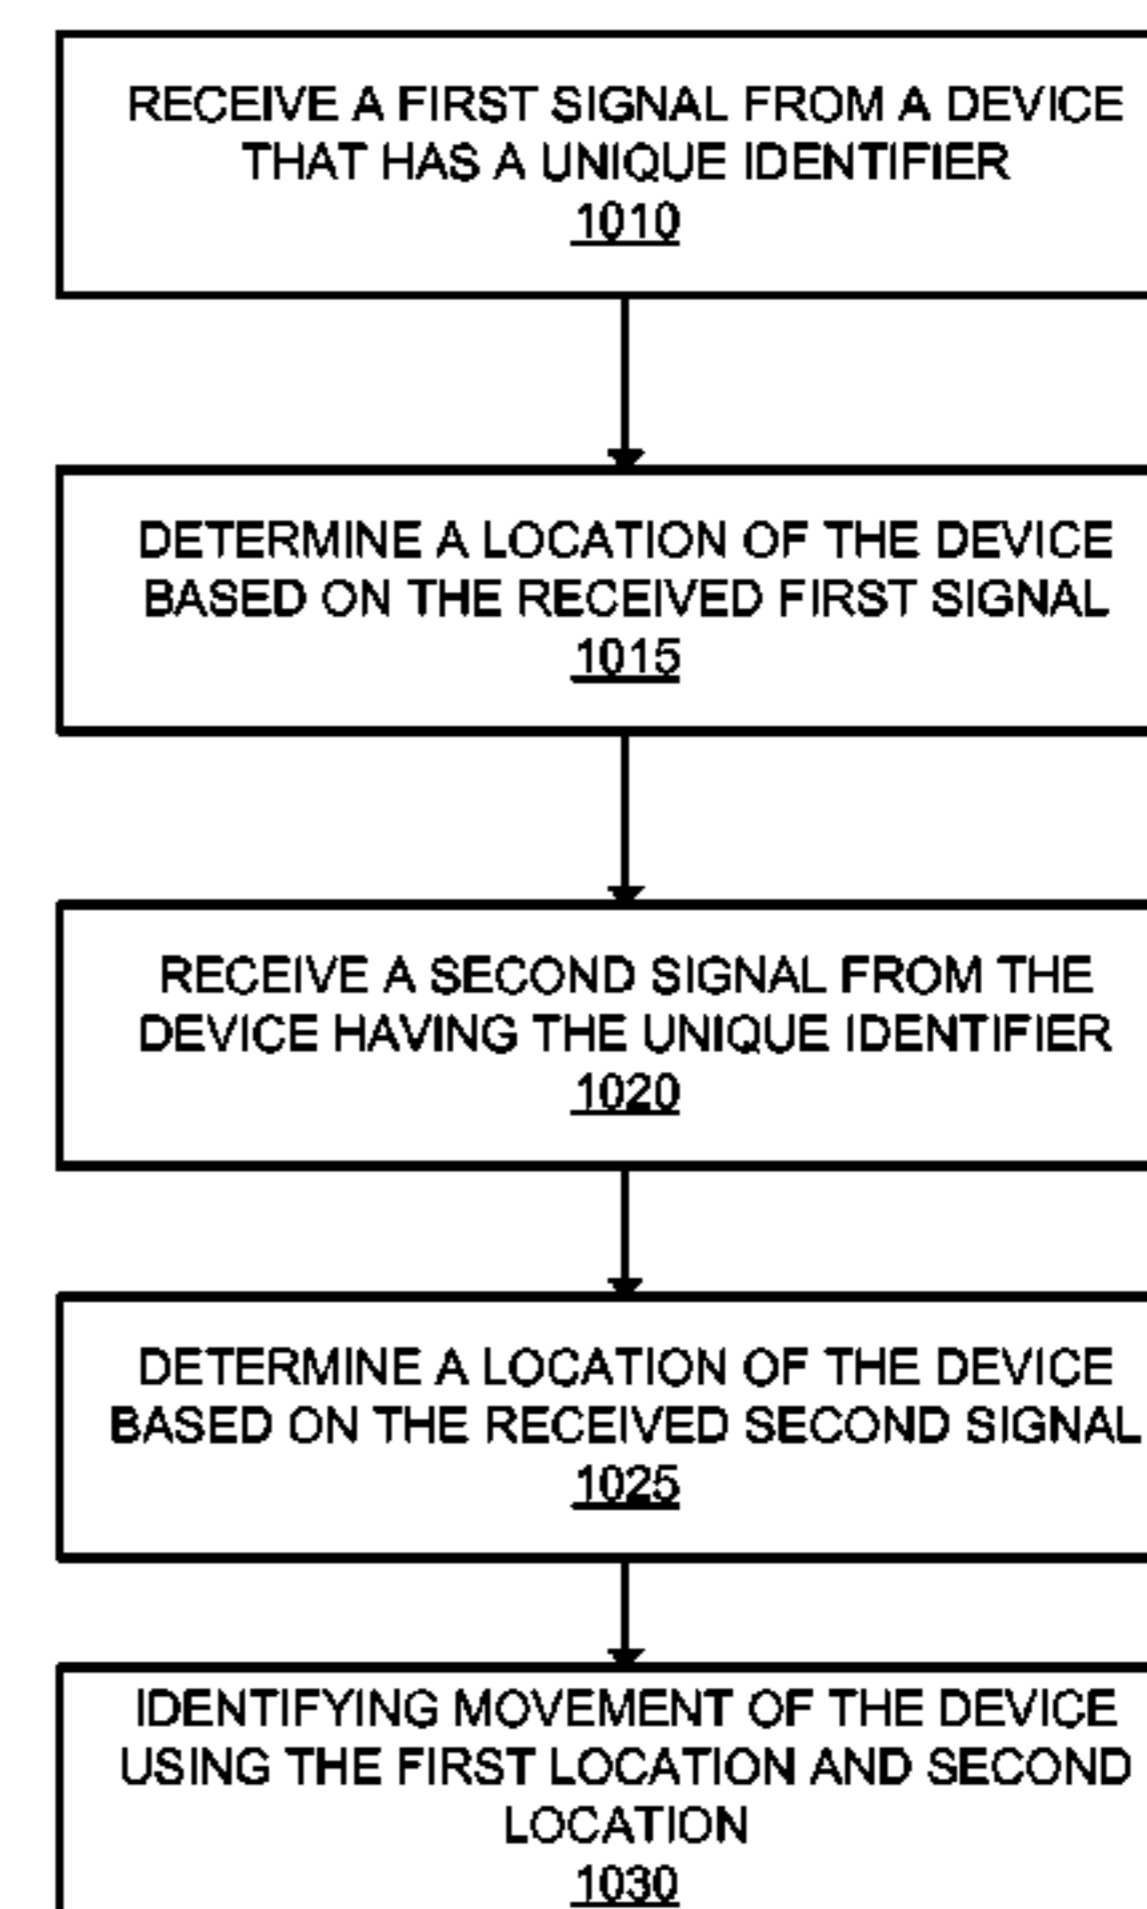 RECEIVE A FIRST SIGNAL FROM A DEVICE
THAT HAS A UNIQUE IDENTIFIER
1010
DETERMINE A LOCATION OF THE DEVICE
BASED ON THE RECEIVED FIRST SIGNAL
1015
RECEIVE A SECOND SIGNAL FROM THE
DEVICE HAVING THE UNIQUE IDENTIFIER
1020
DETERMINE A LOCATION OF THE DEVICE
BASED ON THE RECEIVED SECOND SIGNAL
1025
IDENTIFYING MOVEMENT OF THE DEVICE
USING THE FIRST LOCATION AND SECOND
LOCATION
1030